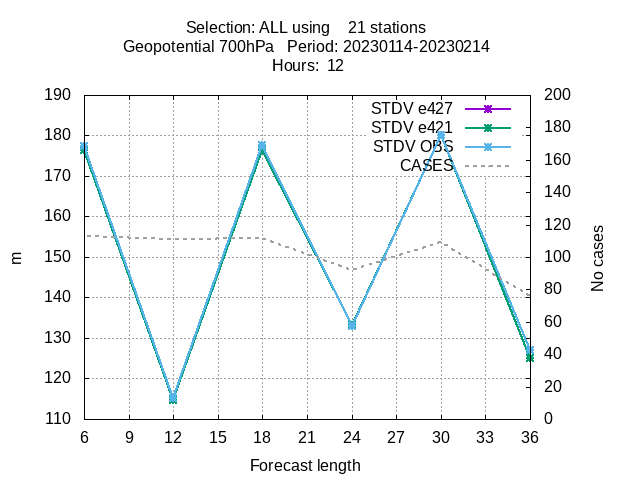 Selection: ALL using    21 stations
Geopotential 700hPa   Period: 20230114-20230214
Hours:  12
190
180
170
160
150
140
130
120
110
m
200
180
160
140
120
100
80
60
40
20
0
No cases
STDV e427
STDV e421
STDV OBS
CASES
6 9 12 15 18 21 24 27 30 33 36
Forecast length